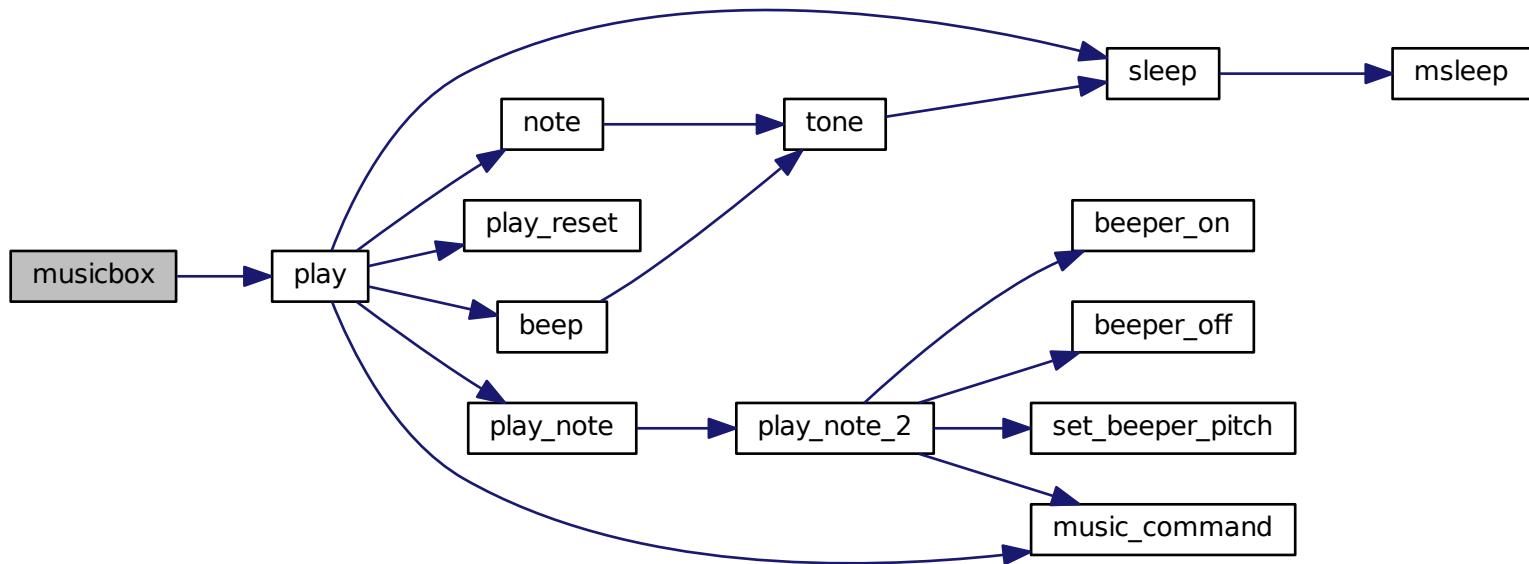 musicbox
play
sleep
msleep
note
tone
play_reset
beep
play_note
play_note_2
beeper_on
beeper_off
set_beeper_pitch
music_command